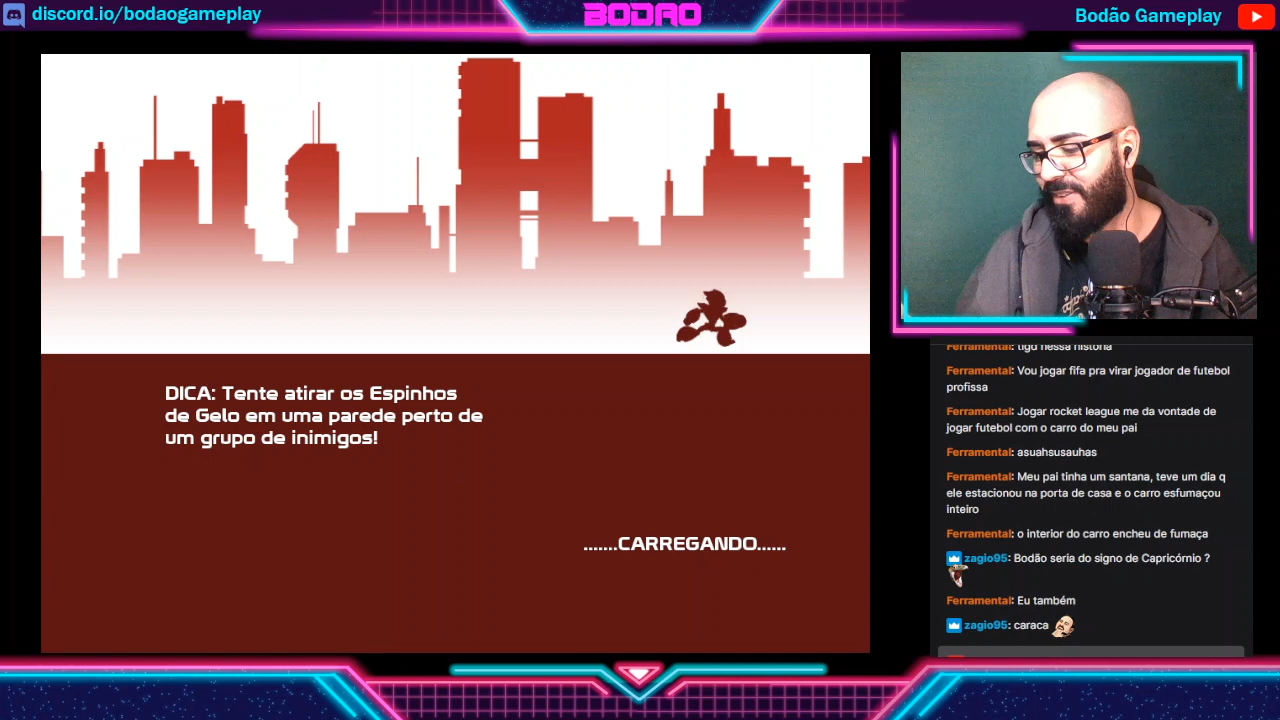 discord.io/bodaogameplay
BODAO
Bodão Gameplay
DICA: Tente atirar os Espinhos
de Gelo em uma parede perto de
um grupo de inimigos!
.......CARREGANDO......
Ferramental: tigo nessa história
Ferramental: Vou jogar fifa pra virar jogador de futebol
profissa
Ferramental: Jogar rocket league me da vontade de
jogar futebol com o carro do meu pai
Ferramental: asuahsusauhas
Ferramental: Meu pai tinha um santana, teve um dia q
ele estacionou na porta de casa e o carro esfumaçou
inteiro
Ferramental: o interior do carro encheu de fumaça
zagio95: Bodão seria do signo de Capricórnio ?
Ferramental: Eu também
zagio95: caraca